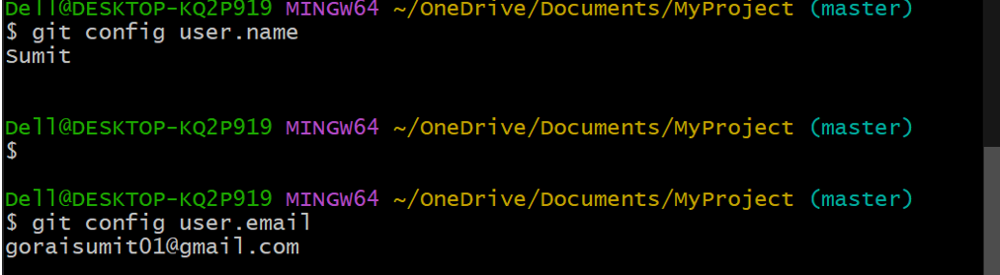 Dell@DESKTOP-KQ2P919 MINGW64 ~/OneDrive/Documents/MyProject (master)
$ git config user.name
Sumit
Dell@DESKTOP-KQ2P919 MINGW64 ~/OneDrive/Documents/MyProject (master)
$
Dell@DESKTOP-KQ2P919 MINGW64 ~/OneDrive/Documents/MyProject (master)
$ git config user.email
goraisumit01@gmail.com